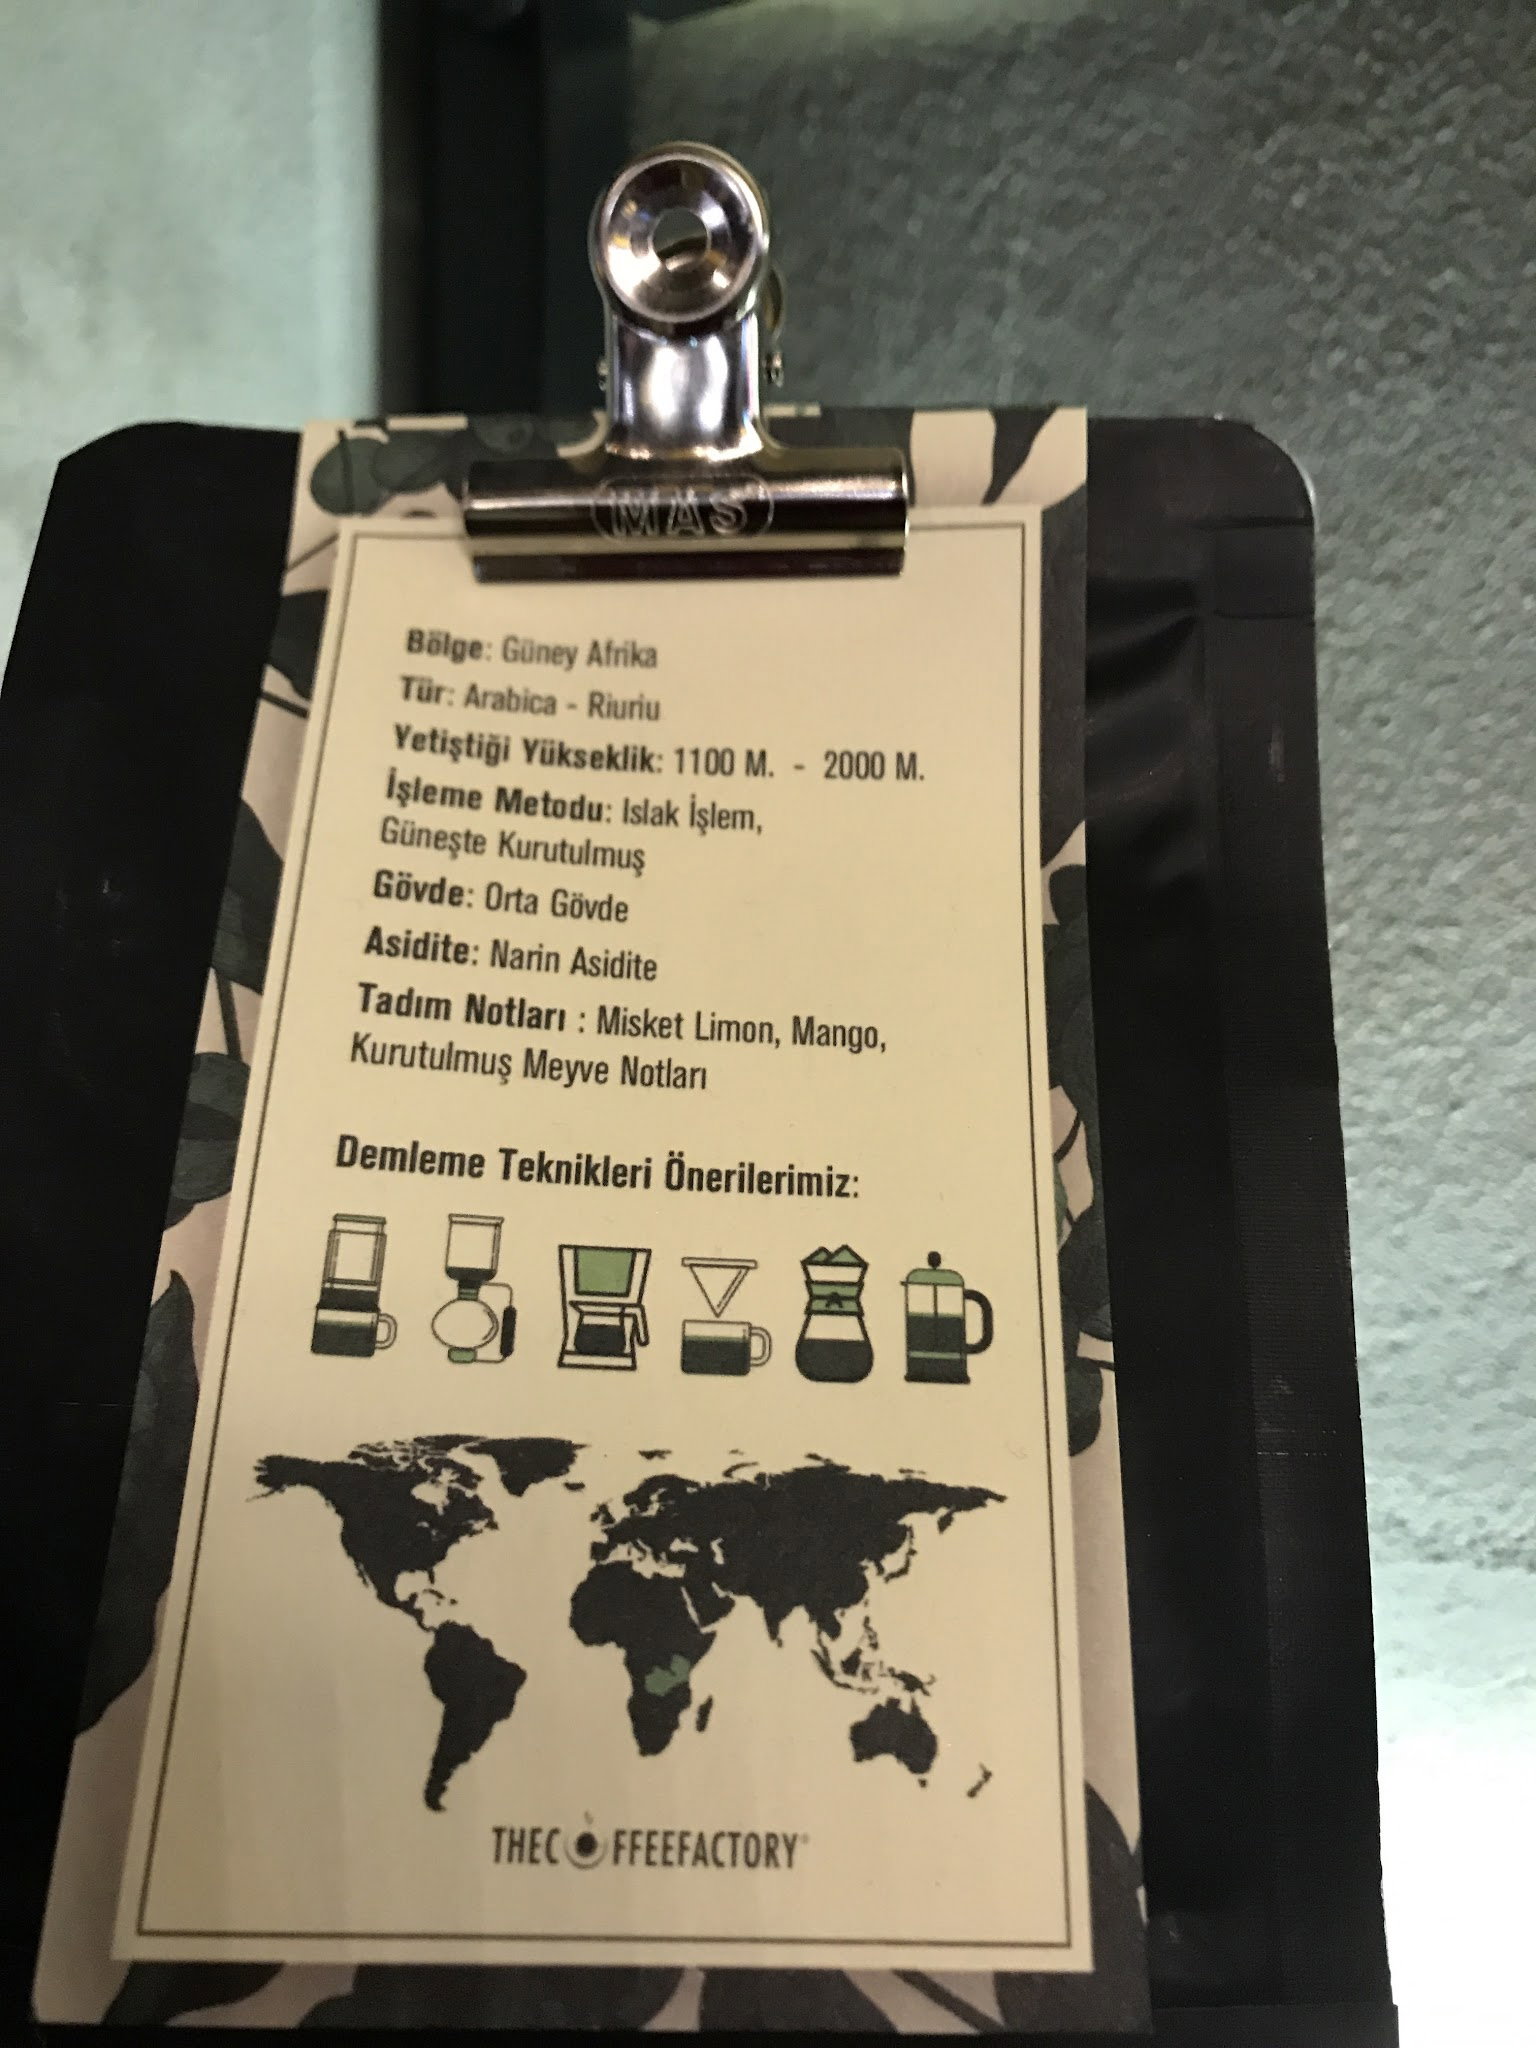 MAS
Bölge: Güney Afrika
Tür: Arabica - Riuriu
Yetiştiği Yükseklik: 1100 M. - 2000 M.
İşleme Metodu: Islak İşlem,
Güneşte Kurutulmuş
Gövde: Orta Gövde
Asidite: Narin Asidite
Tadım Notları : Misket Limon, Mango,
Kurutulmuş Meyve Notları
Demleme Teknikleri Önerilerimiz:
THECOFFEEFACTORY®